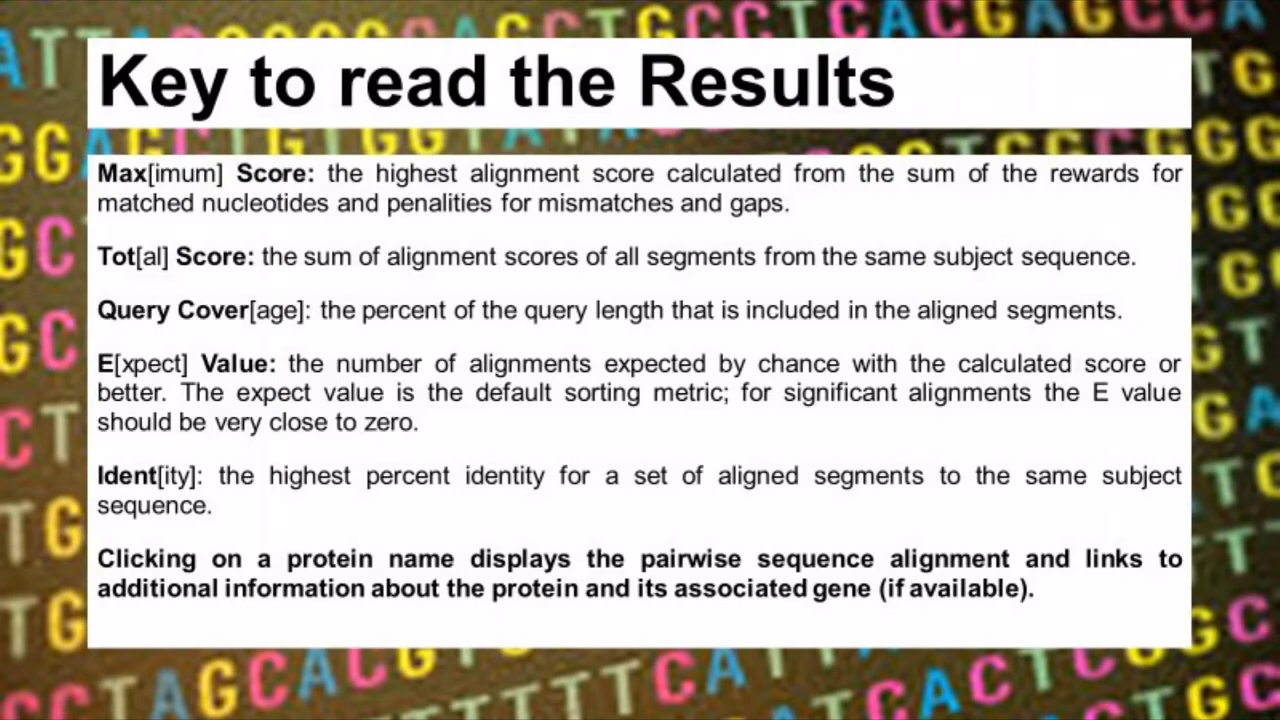 Key to read the Results
Max[imum] Score: the highest alignment score calculated from the sum of the rewards for
matched nucleotides and penalities for mismatches and gaps.
Tot[al] Score: the sum of alignment scores of all segments from the same subject sequence.
Query Cover[age]: the percent of the query length that is included in the aligned segments.
E[xpect] Value: the number of alignments expected by chance with the calculated score or
better. The expect value is the default sorting metric; for significant alignments the E value
should be very close to zero.
Ident[ity]: the highest percent identity for a set of aligned segments to the same subject
sequence.
Clicking on a protein name displays the pairwise sequence alignment and links to
additional information about the protein and its associated gene (if available).